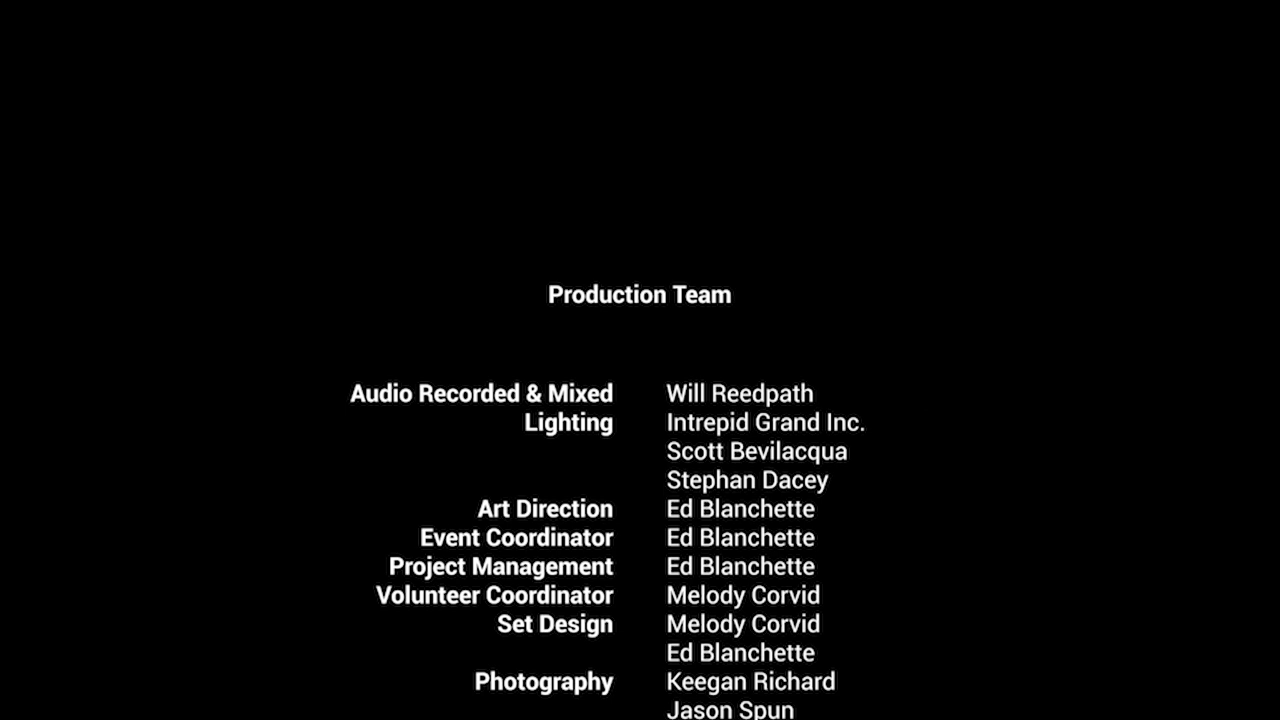 Production Team
Audio Recorded & Mixed Will Reedpath
Lighting Intrepid Grand Inc.
Scott Bevilacqua
Stephan Dacey
Art Direction Ed Blanchette
Event Coordinator Ed Blanchette
Project Management Ed Blanchette
Volunteer Coordinator Melody Corvid
Set Design Melody Corvid
Ed Blanchette
Photography Keegan Richard
Jason Spun